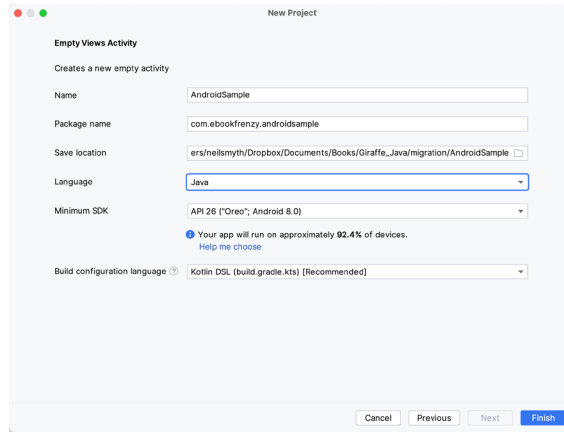 New Project
Empty Views Activity
Creates a new empty activity
Name
AndroidSample
Package name
com.ebookfrenzy.androidsample
Save location
ers/neilsmyth/Dropbox/Documents/Books/Giraffe_Java/migration/AndroidSample
Language
Java
Minimum SDK
API 26 ("Oreo"; Android 8.0)
Your app will run on approximately 92.4% of devices.
Help me choose
Build configuration language ?
Kotlin DSL (build.gradle.kts) [Recommended]
Cancel Previous Next Finish